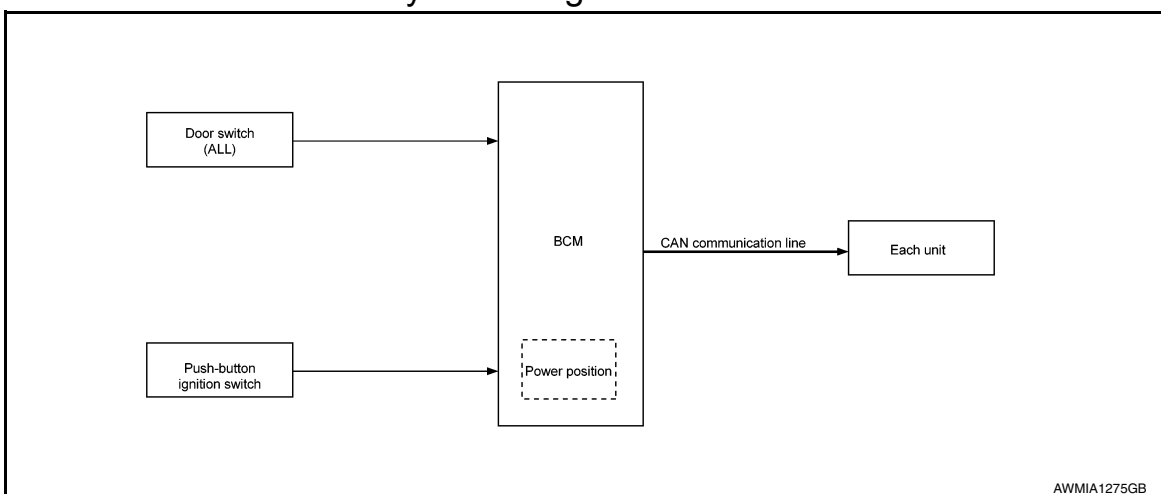 Door switch
(ALL)
BCM
CAN communication line
Each unit
Push-button
ignition switch
Power position
AWMIA1275GB